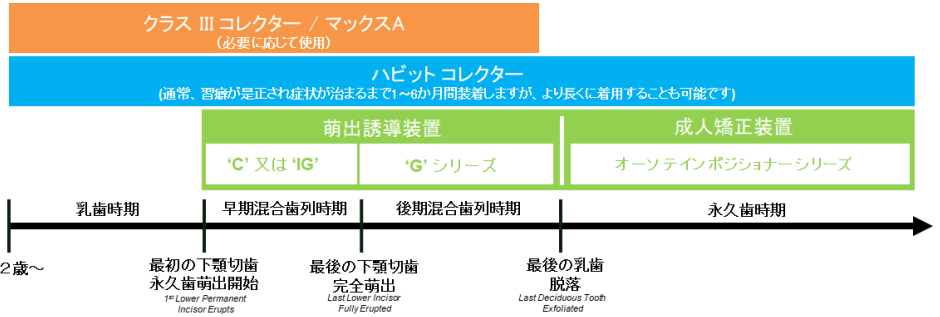 クラス III コレクター / マックスA
（必要に応じて使用）
ハビット コレクター
(通常、習癖が是正され症状が治まるまで1～6か月間装着しますが、より長くに着用することも可能です)
萌出誘導装置
成人矯正装置
‘C’ 又は ‘IG’
‘G’ シリーズ
オーソ テイン ポジショナー シリーズ
乳歯時期
早期混合歯列時期
後期混合歯列時期
永久歯時期
2歳～
最初の下顎切歯
永久歯萌出開始
1st Lower Permanent
Incisor Erupts
最後の下顎切歯
完全萌出
Last Lower Incisor
Fully Erupted
最後の乳歯
脱落
Last Deciduous Tooth
Exfoliated